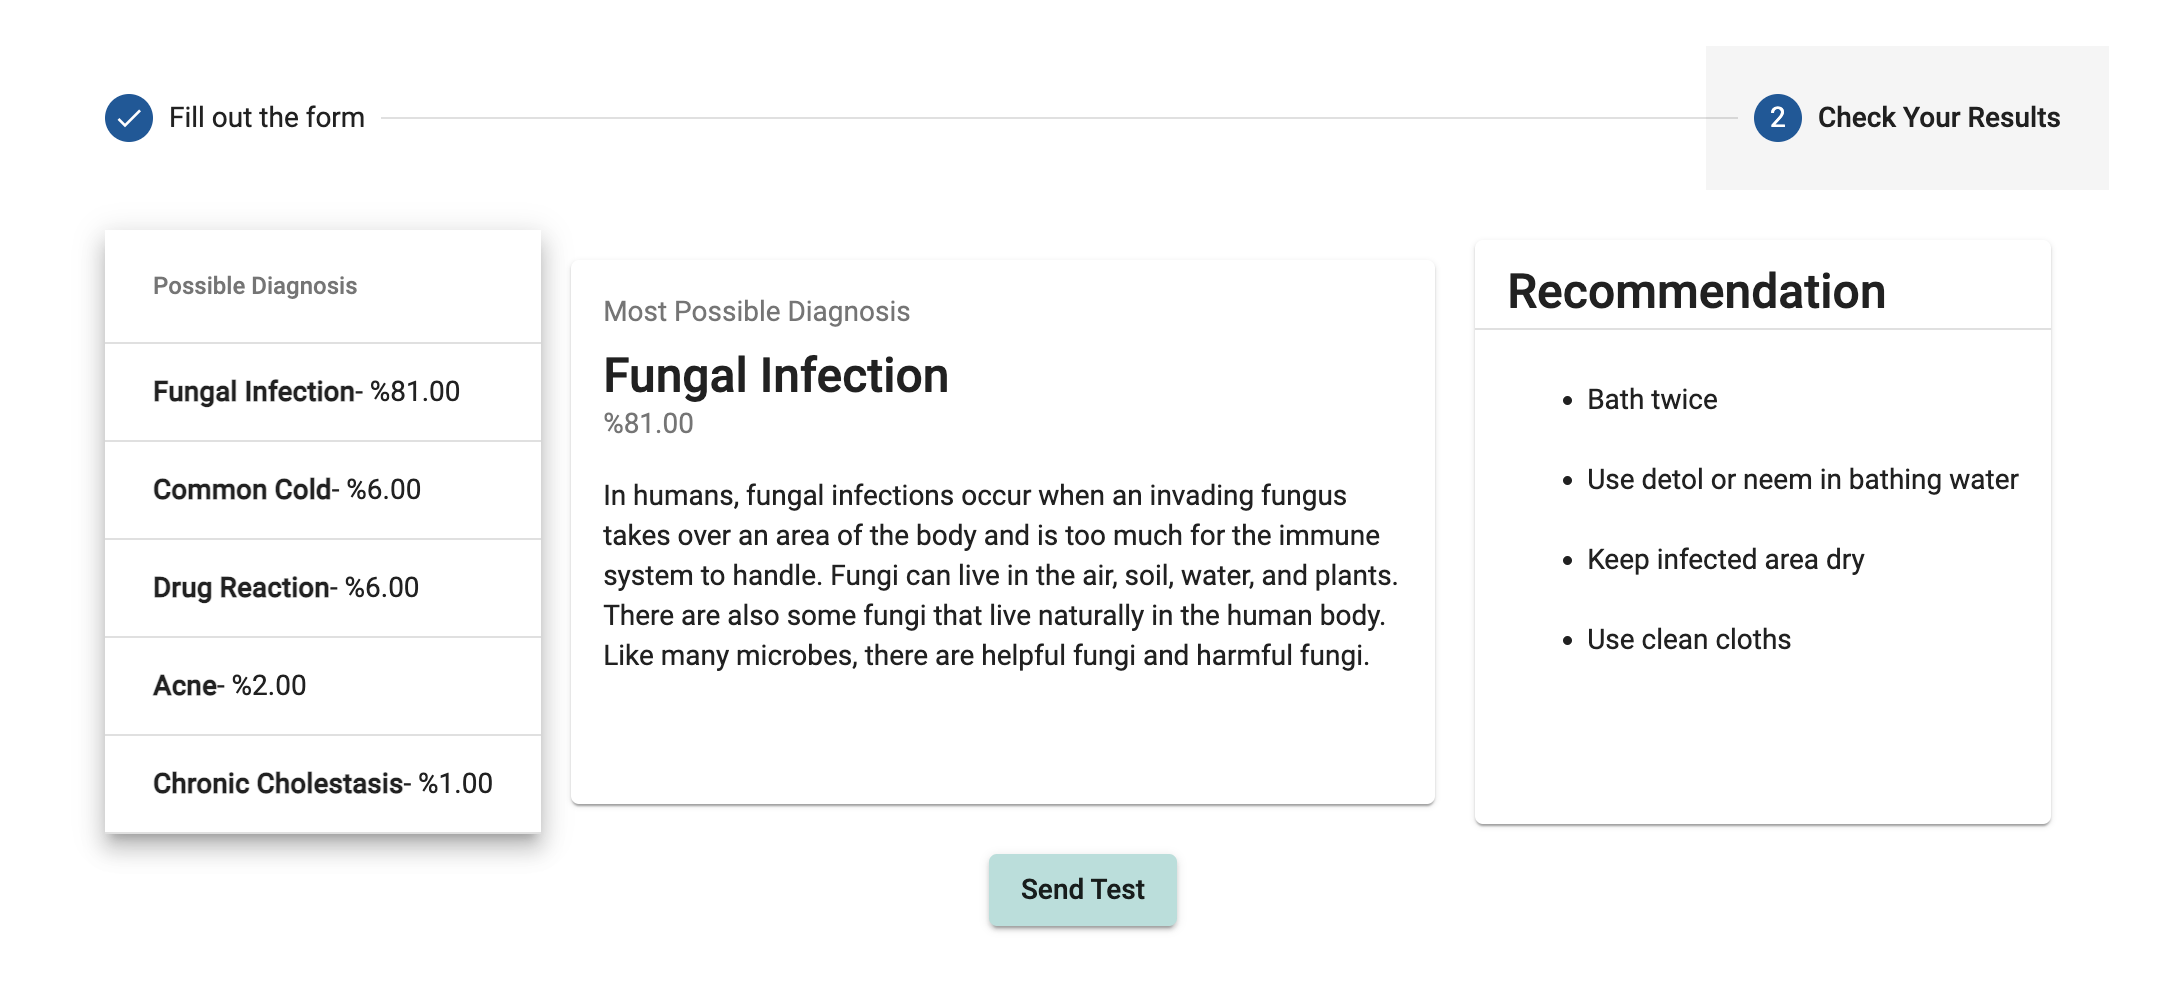 Fill out the form
2 Check Your Results
Possible Diagnosis
Fungal Infection- %81.00
Common Cold- %6.00
Drug Reaction- %6.00
Acne- %2.00
Chronic Cholestasis- %1.00
Most Possible Diagnosis
Fungal Infection
%81.00
In humans, fungal infections occur when an invading fungus
takes over an area of the body and is too much for the immune
system to handle. Fungi can live in the air, soil, water, and plants.
There are also some fungi that live naturally in the human body.
Like many microbes, there are helpful fungi and harmful fungi.
Recommendation
• Bath twice
• Use detol or neem in bathing water
• Keep infected area dry
• Use clean cloths
Send Test